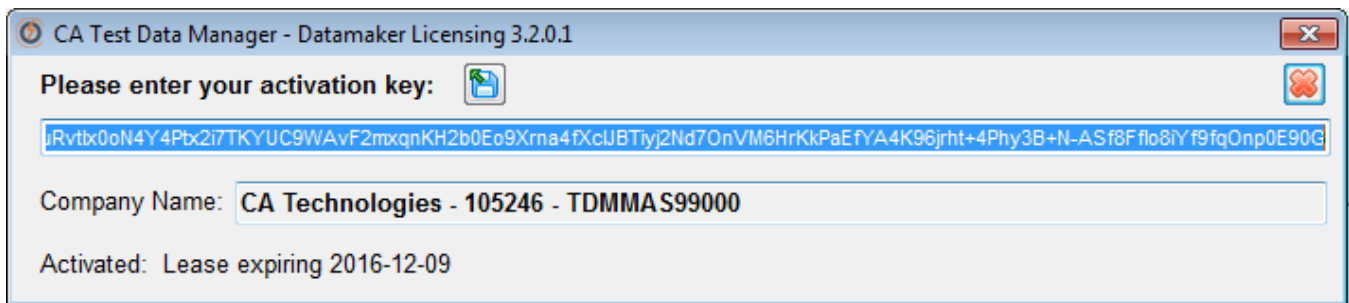 CA Test Data Manager - Datamaker Licensing 3.2.0.1
Please enter your activation key:
uRvtlx0oN4Y4Ptx2i7TKYUC9WAvF2mxqnKH2b0Eo9Xrna4fXclJBTiyj2Nd7OnVM6HrKkPaEfYA4K96jrht+4Phy3B+N-ASf8Fflo8iYf9fqOnp0E90G
Company Name: CA Technologies - 105246 - TDMMAS99000
Activated: Lease expiring 2016-12-09